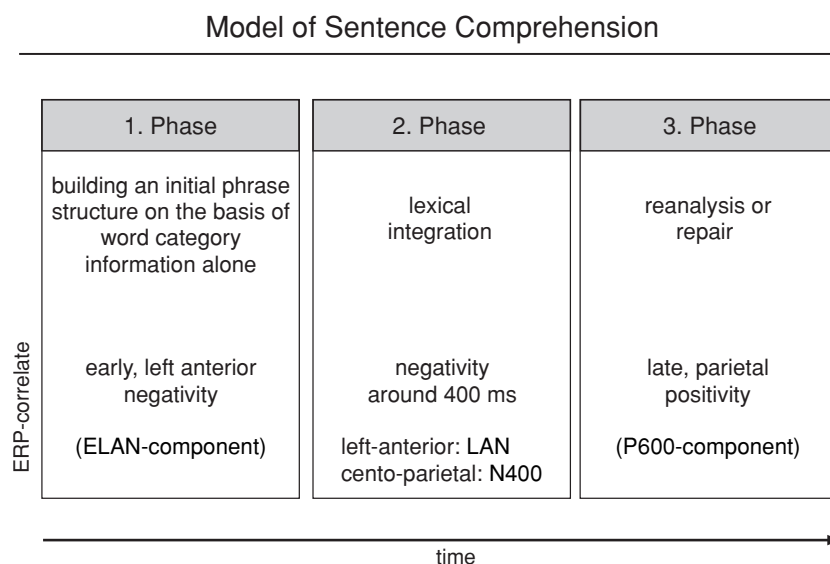 Model of Sentence Comprehension
1. Phase
building an initial phrase
structure on the basis of
word category
information alone
early, left anterior
negativity
(ELAN-component)
2. Phase
lexical
integration
negativity
around 400 ms
left-anterior: LAN
cento-parietal: N400
3. Phase
reanalysis or
repair
late, parietal
positivity
(P600-component)
ERP-correlate
time